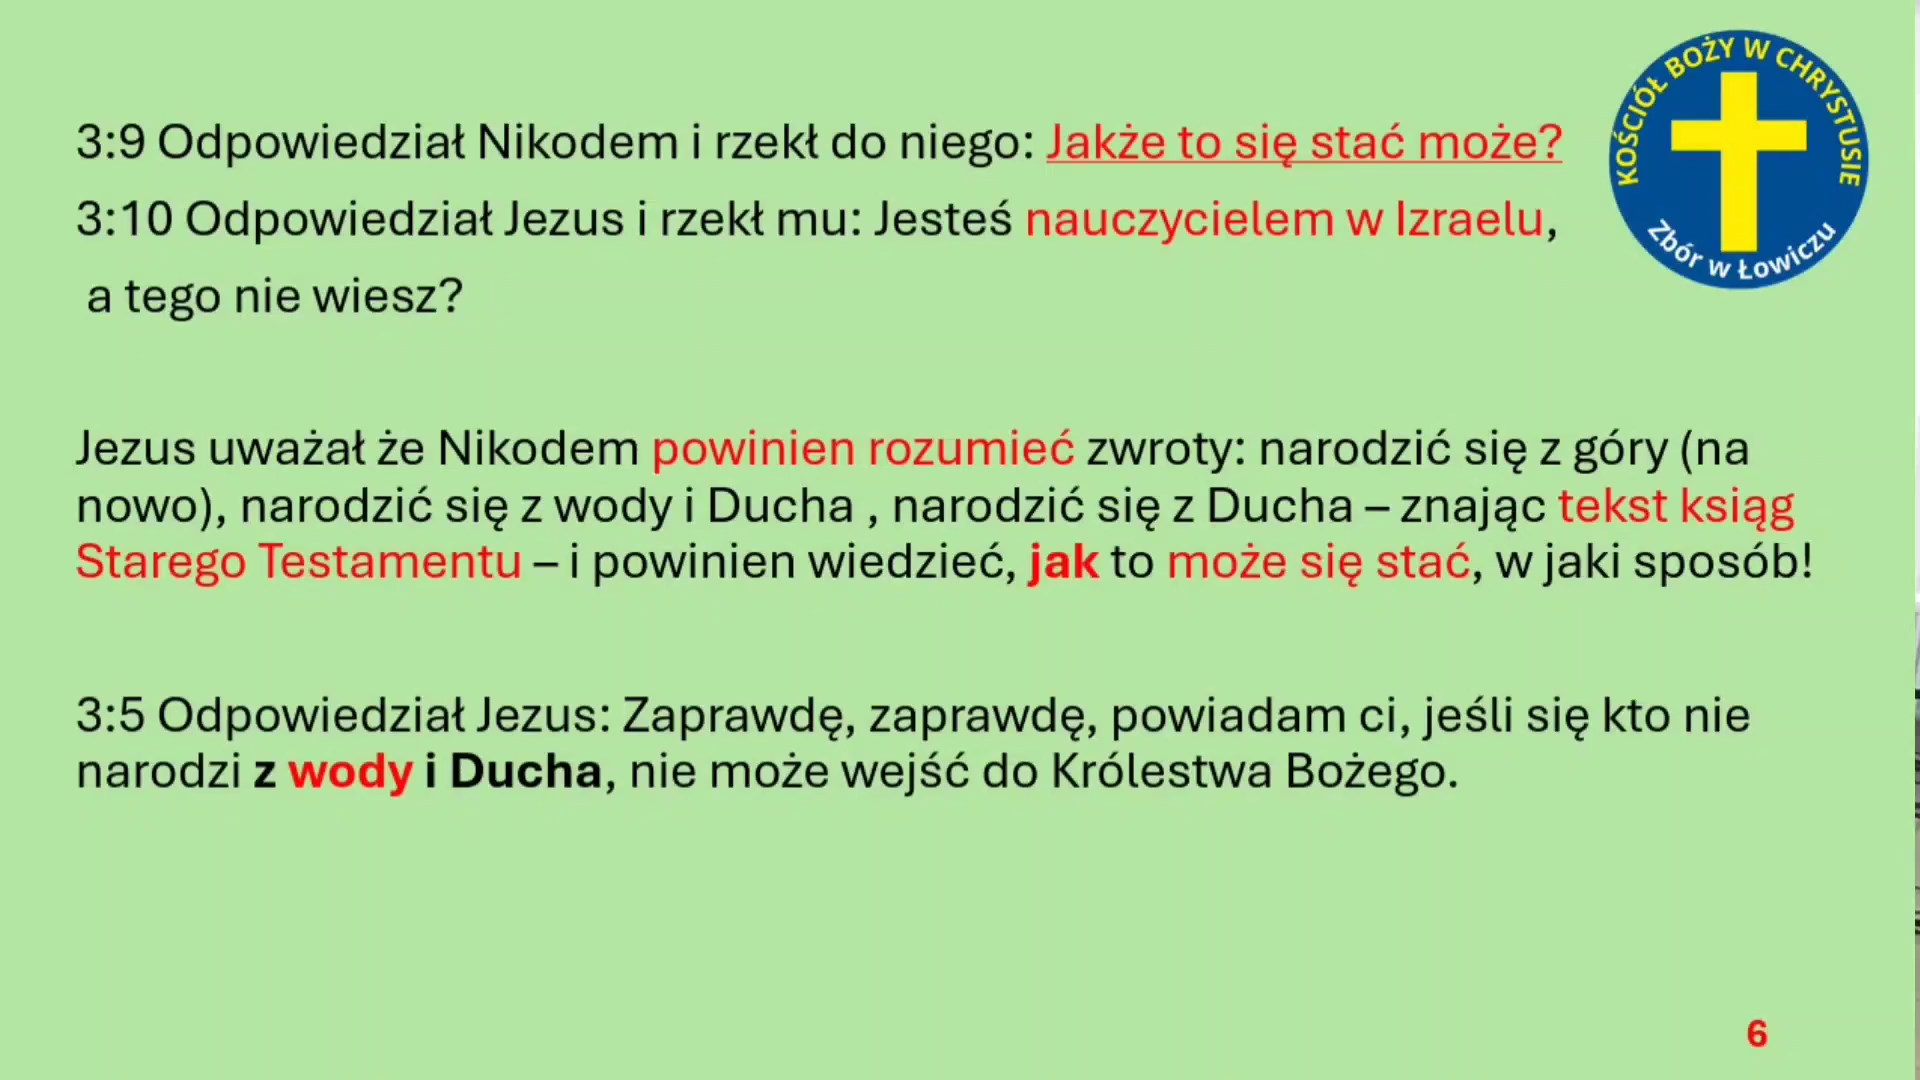 KOŚCIÓŁ BOŻY W CHRYSTUSIE
Zbór w Łowiczu
3:9 Odpowiedział Nikodem i rzekł do niego: Jakże to się stać może?
3:10 Odpowiedział Jezus i rzekł mu: Jesteś nauczycielem w Izraelu,
a tego nie wiesz?
Jezus uważał że Nikodem powinien rozumieć zwroty: narodzić się z góry (na
nowo), narodzić się z wody i Ducha , narodzić się z Ducha – znając tekst ksiąg
Starego Testamentu – i powinien wiedzieć, jak to może się stać, w jaki sposób!
3:5 Odpowiedział Jezus: Zaprawdę, zaprawdę, powiadam ci, jeśli się kto nie
narodzi z wody i Ducha, nie może wejść do Królestwa Bożego.
6